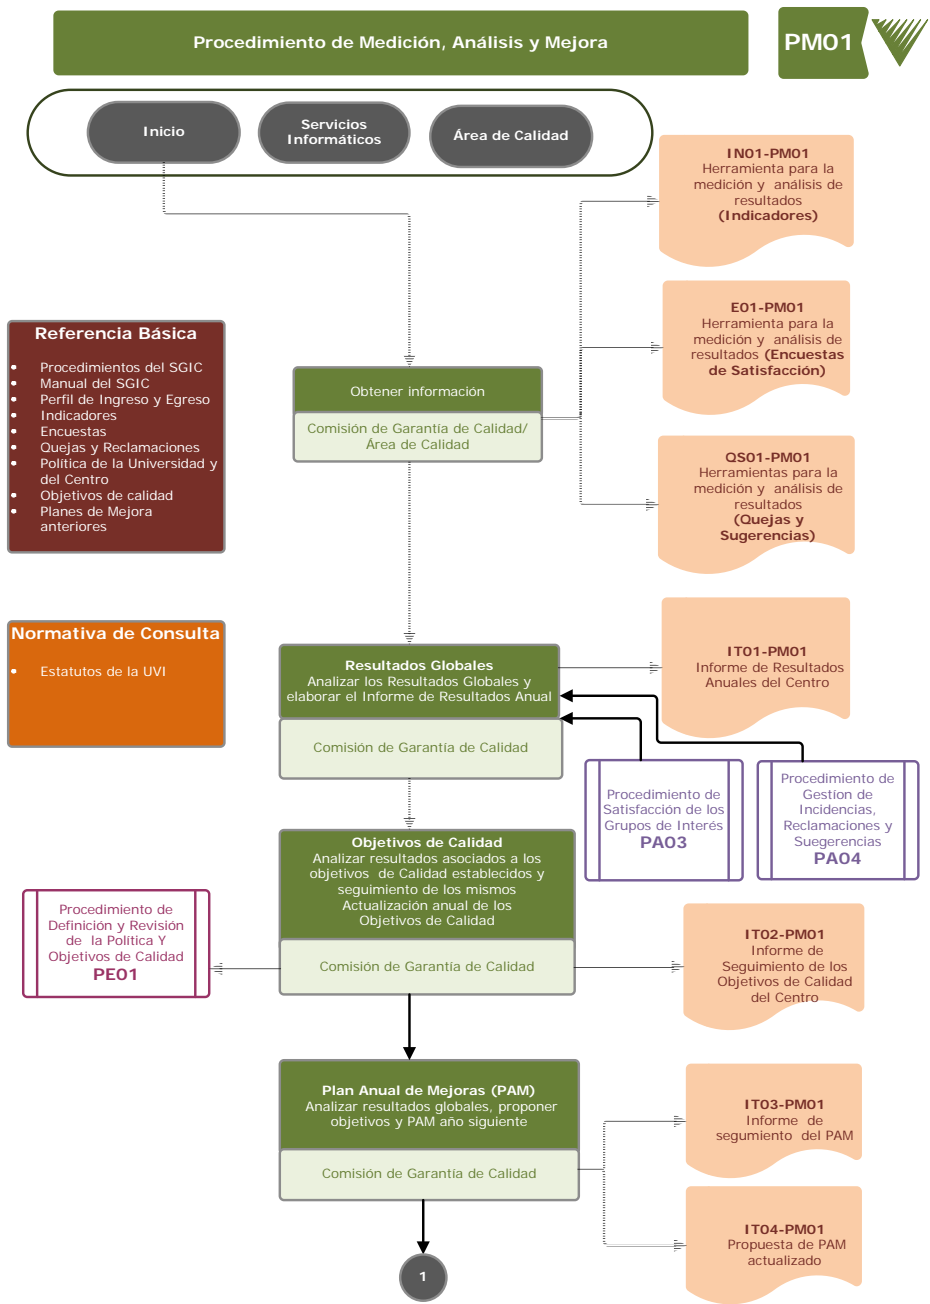 Procedimiento de Medición, Análisis y Mejora
PM01
Inicio
Servicios
Informáticos
Área de Calidad
IN01-PM01
Herramienta para la
medición y análisis de
resultados
(Indicadores)
E01-PM01
Herramienta para la
medición y análisis de
resultados (Encuestas
de Satisfacción)
Referencia Básica
• Procedimientos del SGIC
• Manual del SGIC
• Perfil de Ingreso y Egreso
• Indicadores
• Encuestas
• Quejas y Reclamaciones
• Política de la Universidad y
del Centro
• Objetivos de calidad
• Planes de Mejora
anteriores
Obtener información
Comisión de Garantía de Calidad/
Área de Calidad
QS01-PM01
Herramientas para la
medición y análisis de
resultados
(Quejas y
Sugerencias)
Normativa de Consulta
• Estatutos de la UVI
Resultados Globales
Analizar los Resultados Globales y
elaborar el Informe de Resultados Anual
Comisión de Garantía de Calidad
IT01-PM01
Informe de Resultados
Anuales del Centro
Procedimiento de
Satisfacción de los
Grupos de Interés
PA03
Procedimiento de
Gestion de
Incidencias,
Reclamaciones y
Suegerencias
PA04
Objetivos de Calidad
Analizar resultados asociados a los
objetivos de Calidad establecidos y
seguimiento de los mismos
Actualización anual de los
Objetivos de Calidad
Comisión de Garantía de Calidad
Procedimiento de
Definición y Revisión
de la Política Y
Objetivos de Calidad
PE01
IT02-PM01
Informe de
Seguimiento de los
Objetivos de Calidad
del Centro
Plan Anual de Mejoras (PAM)
Analizar resultados globales, proponer
objetivos y PAM año siguiente
Comisión de Garantía de Calidad
IT03-PM01
Informe de
segumiento del PAM
IT04-PM01
Propuesta de PAM
actualizado
1